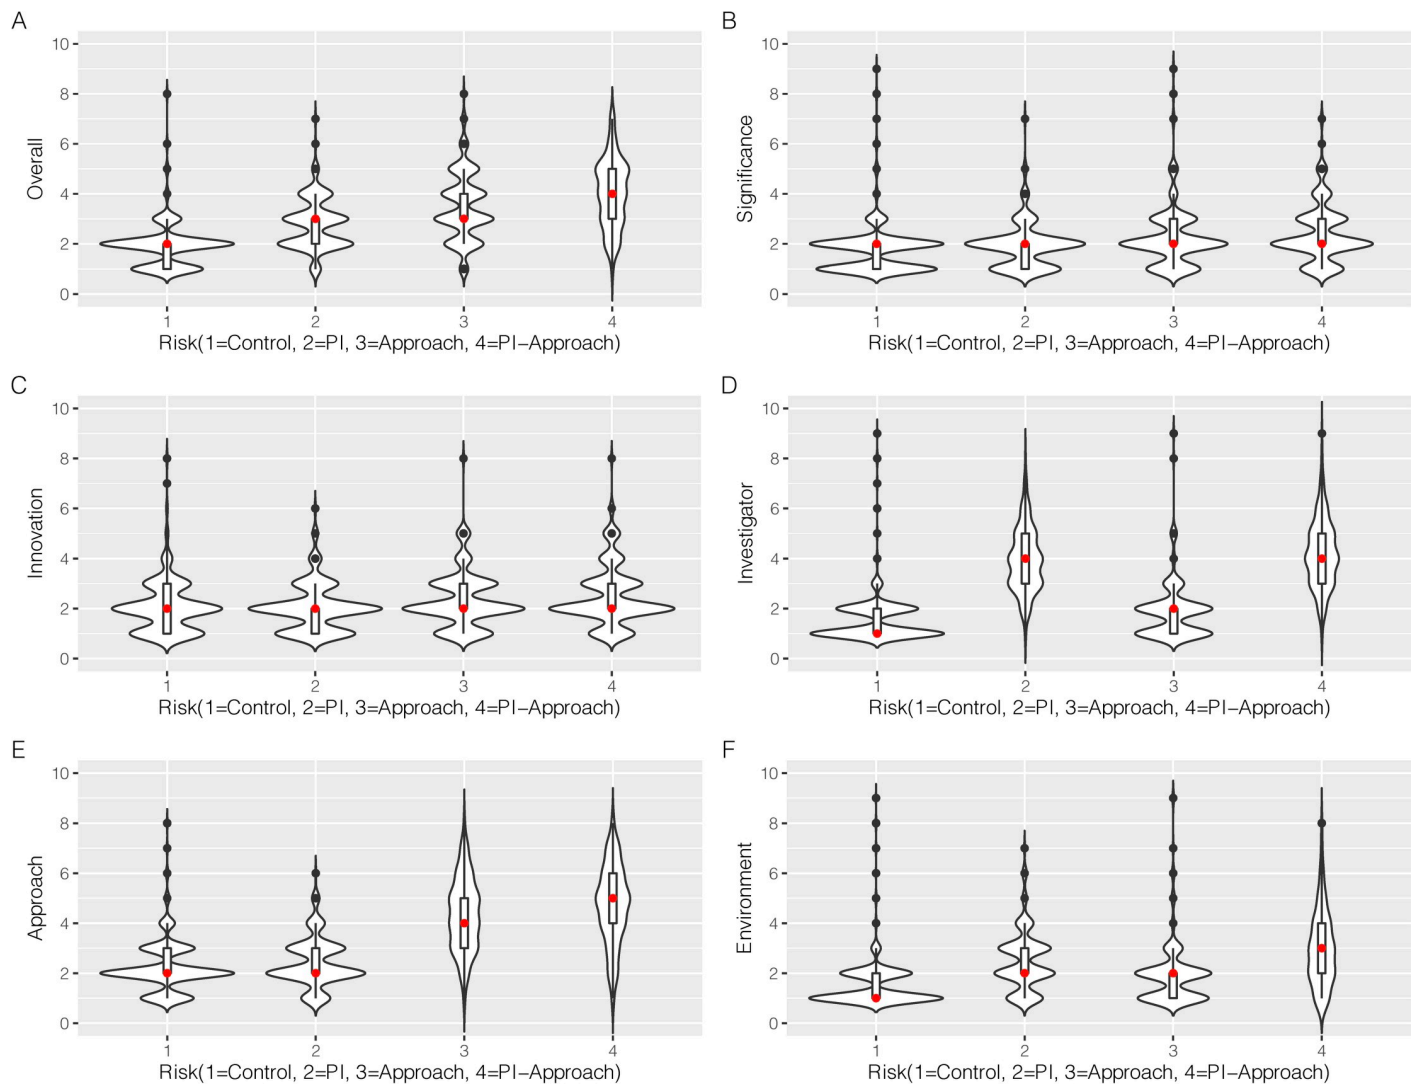 A
B
10
8
6
4
2
0
Overall
1 2 3 4
Risk(1=Control, 2=PI, 3=Approach, 4=PI−Approach)
10
8
6
4
2
0
Significance
1 2 3 4
Risk(1=Control, 2=PI, 3=Approach, 4=PI−Approach)
C
D
10
8
6
4
2
0
Innovation
1 2 3 4
Risk(1=Control, 2=PI, 3=Approach, 4=PI−Approach)
10
8
6
4
2
0
Investigator
1 2 3 4
Risk(1=Control, 2=PI, 3=Approach, 4=PI−Approach)
E
F
10
8
6
4
2
0
Approach
1 2 3 4
Risk(1=Control, 2=PI, 3=Approach, 4=PI−Approach)
10
8
6
4
2
0
Environment
1 2 3 4
Risk(1=Control, 2=PI, 3=Approach, 4=PI−Approach)